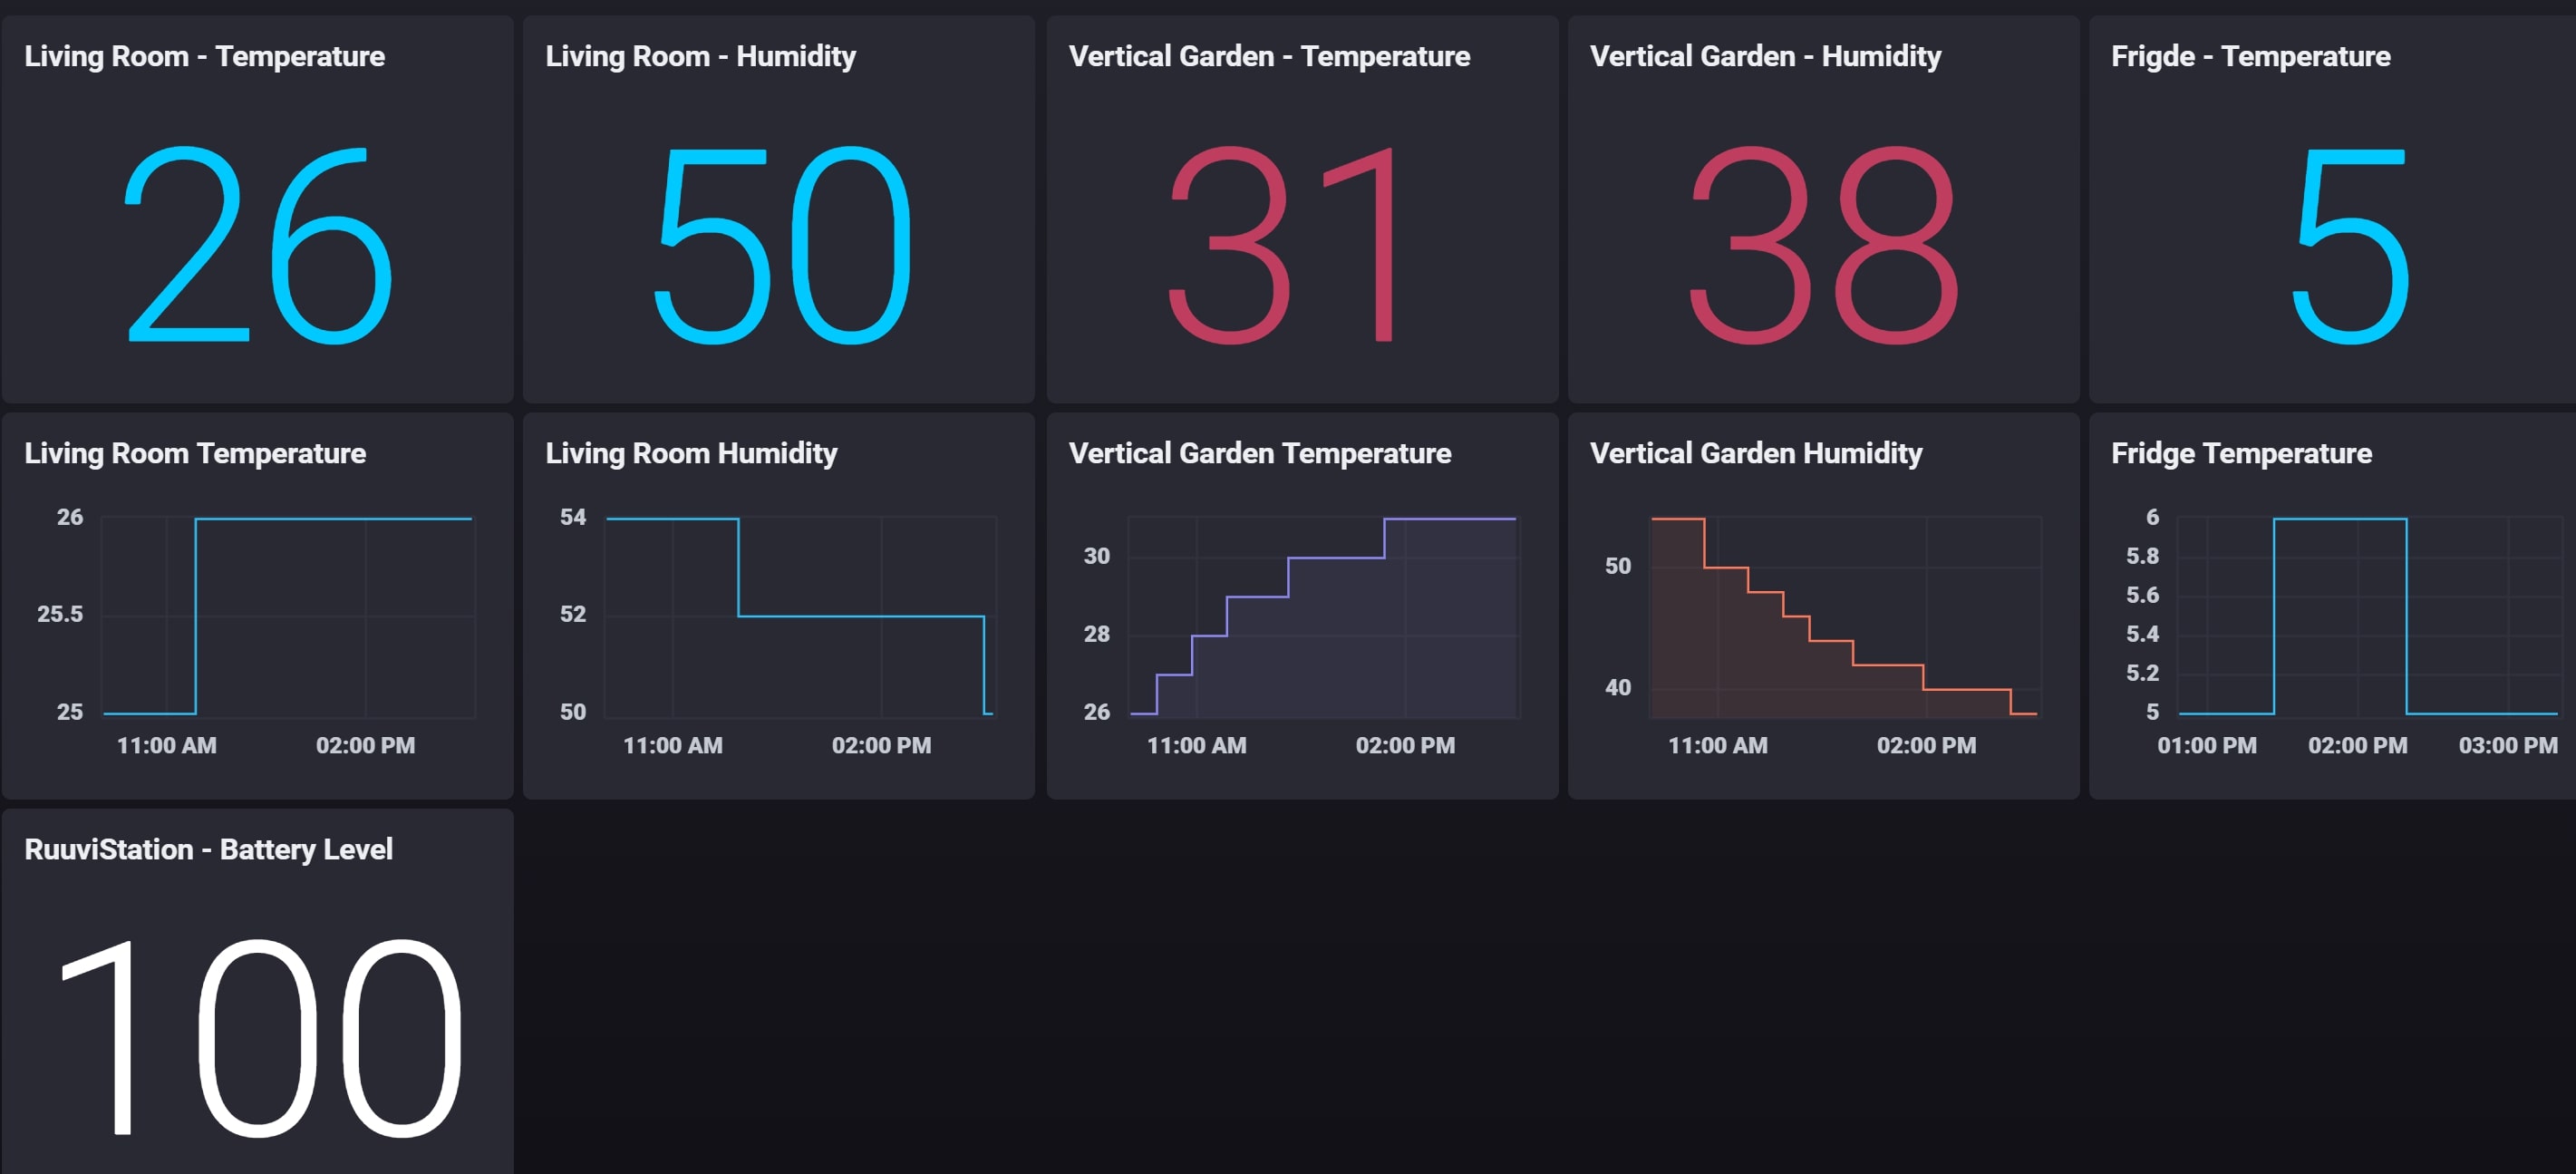 Living Room - Temperature
26
Living Room - Humidity
50
Vertical Garden - Temperature
31
Vertical Garden - Humidity
38
Frigde - Temperature
5
Living Room Temperature
26
25.5
25
11:00 AM 02:00 PM
Living Room Humidity
54
52
50
11:00 AM 02:00 PM
Vertical Garden Temperature
30
28
26
11:00 AM 02:00 PM
Vertical Garden Humidity
50
40
11:00 AM 02:00 PM
Fridge Temperature
6
5.8
5.6
5.4
5.2
5
01:00 PM 02:00 PM 03:00 PM
RuuviStation - Battery Level
100